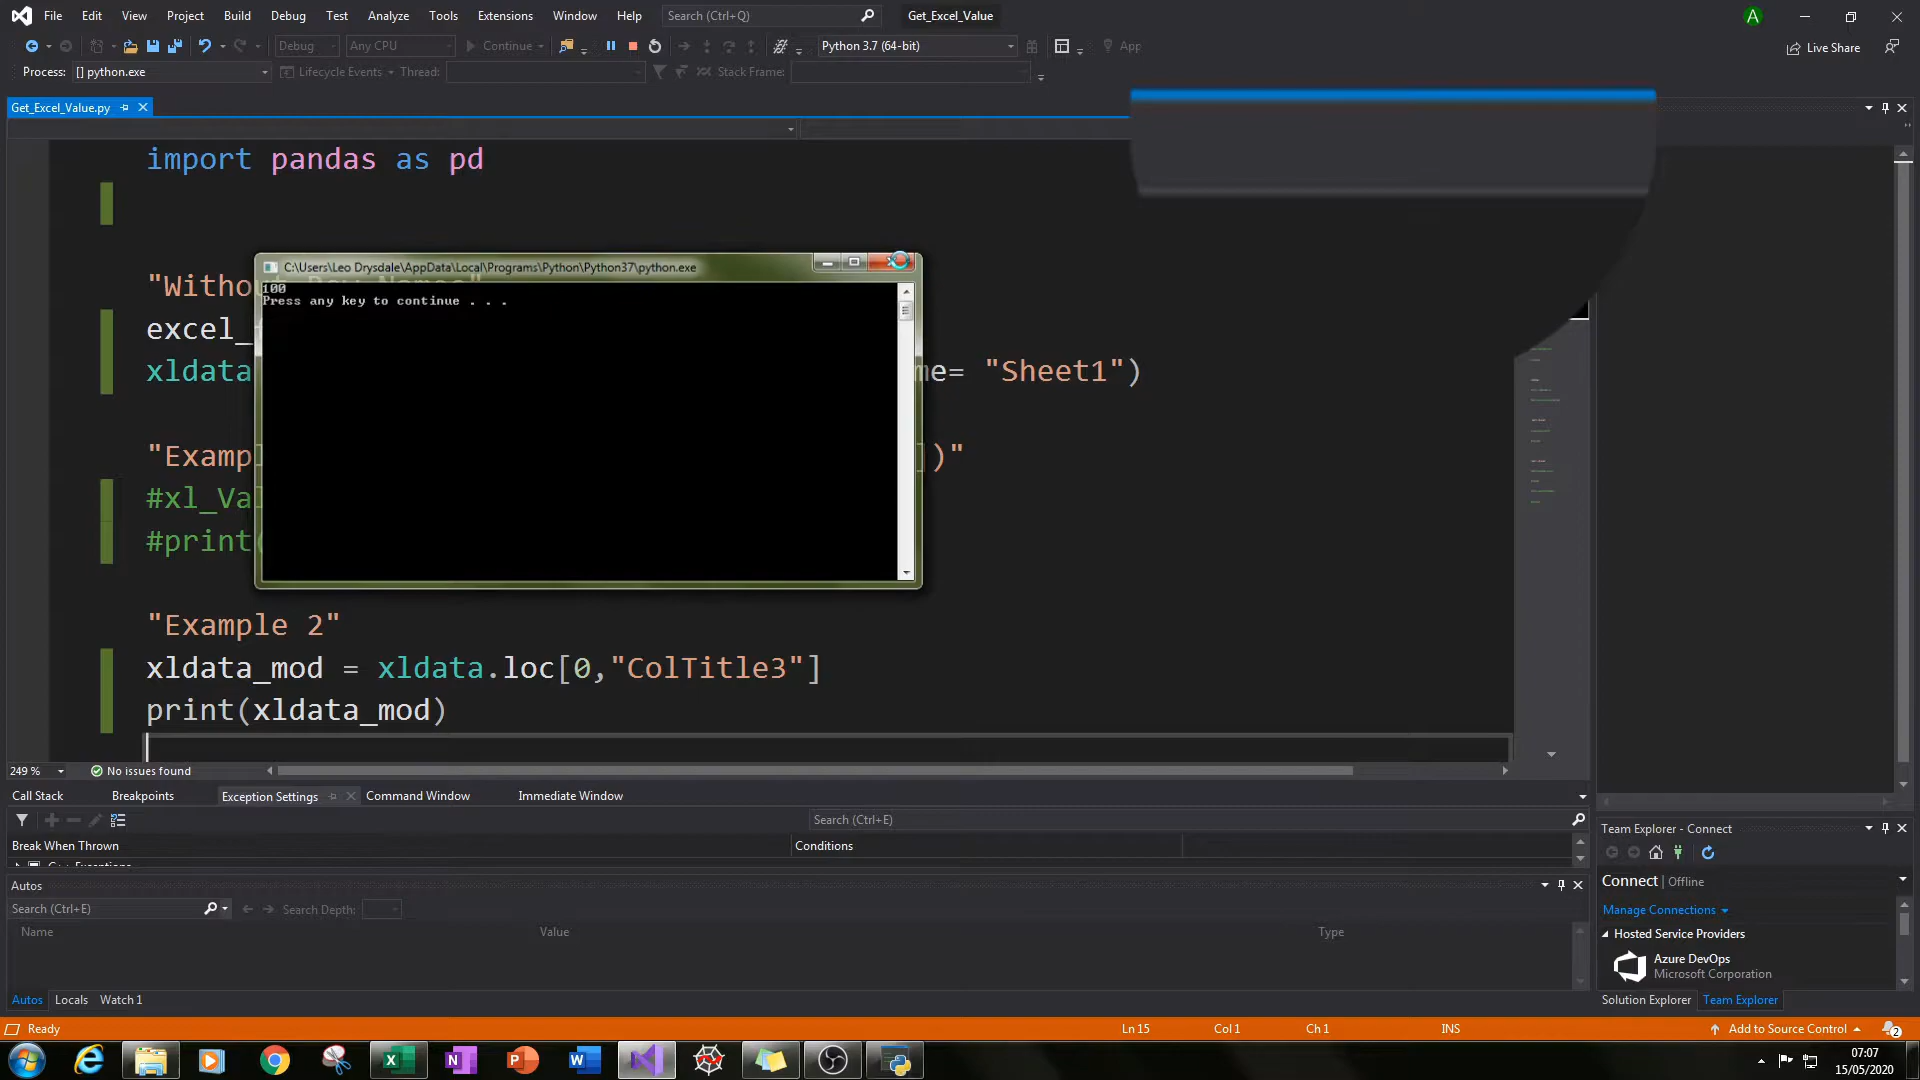 File Edit View Project Build Debug Test Analyze Tools Extensions Window Help Search (Ctrl+Q) Get_Excel_Value A
Debug Any CPU Continue Python 3.7 (64-bit) App Live Share
Process: [] python.exe Lifecycle Events Thread: Stack Frame:
Get_Excel_Value.py
import pandas as pd
"Without Row Names"
C:\Users\Leo Drysdale\AppData\Local\Programs\Python\Python37\python.exe
100
Press any key to continue . . .
excel_
xldata me= "Sheet1")
"Examp ])"
#xl_Va
#print(
"Example 2"
xldata_mod = xldata.loc[0,"ColTitle3"]
print(xldata_mod)
249 % No issues found
Call Stack Breakpoints Exception Settings Command Window Immediate Window
Search (Ctrl+E)
Break When Thrown Conditions
C++ Exceptions
Autos
Search (Ctrl+E) Search Depth:
Name Value Type
Autos Locals Watch 1
Team Explorer - Connect
Connect | Offline
Manage Connections
Hosted Service Providers
Azure DevOps
Microsoft Corporation
Solution Explorer Team Explorer
Ready Ln 15 Col 1 Ch 1 INS Add to Source Control 2
07:07
15/05/2020